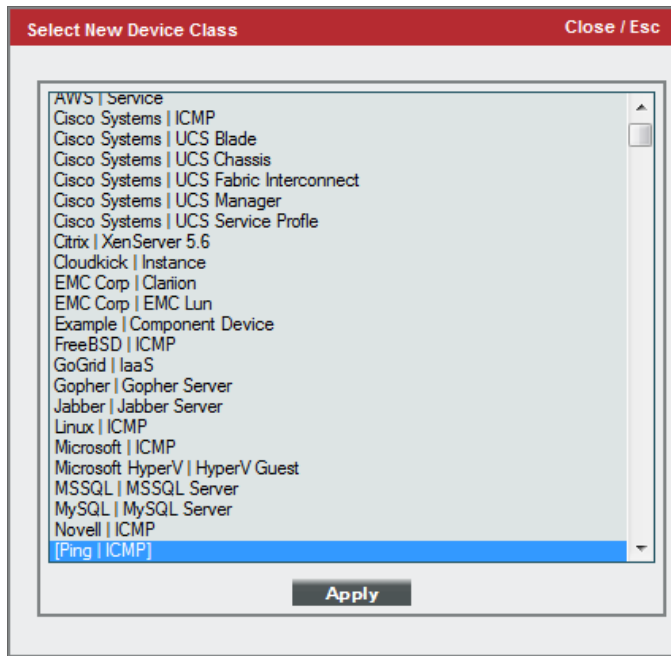 Select New Device Class
Close / Esc
AWS | Service
Cisco Systems | ICMP
Cisco Systems | UCS Blade
Cisco Systems | UCS Chassis
Cisco Systems | UCS Fabric Interconnect
Cisco Systems | UCS Manager
Cisco Systems | UCS Service Profle
Citrix | XenServer 5.6
Cloudkick | Instance
EMC Corp | Clariion
EMC Corp | EMC Lun
Example | Component Device
FreeBSD | ICMP
GoGrid | IaaS
Gopher | Gopher Server
Jabber | Jabber Server
Linux | ICMP
Microsoft | ICMP
Microsoft HyperV | HyperV Guest
MSSQL | MSSQL Server
MySQL | MySQL Server
Novell | ICMP
[Ping | ICMP]
Apply